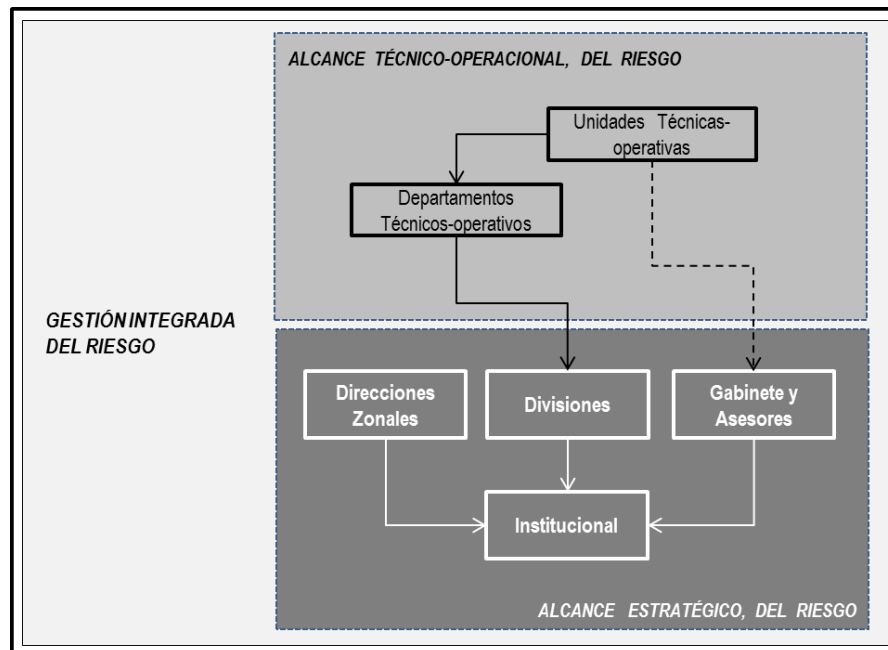 ALCANCE TÉCNICO-OPERACIONAL, DEL RIESGO
Unidades Técnicas-
operativas
Departamentos
Técnicos-operativos
GESTIÓN INTEGRADA
DEL RIESGO
Direcciones
Zonales
Divisiones
Gabinete y
Asesores
Institucional
ALCANCE ESTRATÉGICO, DEL RIESGO